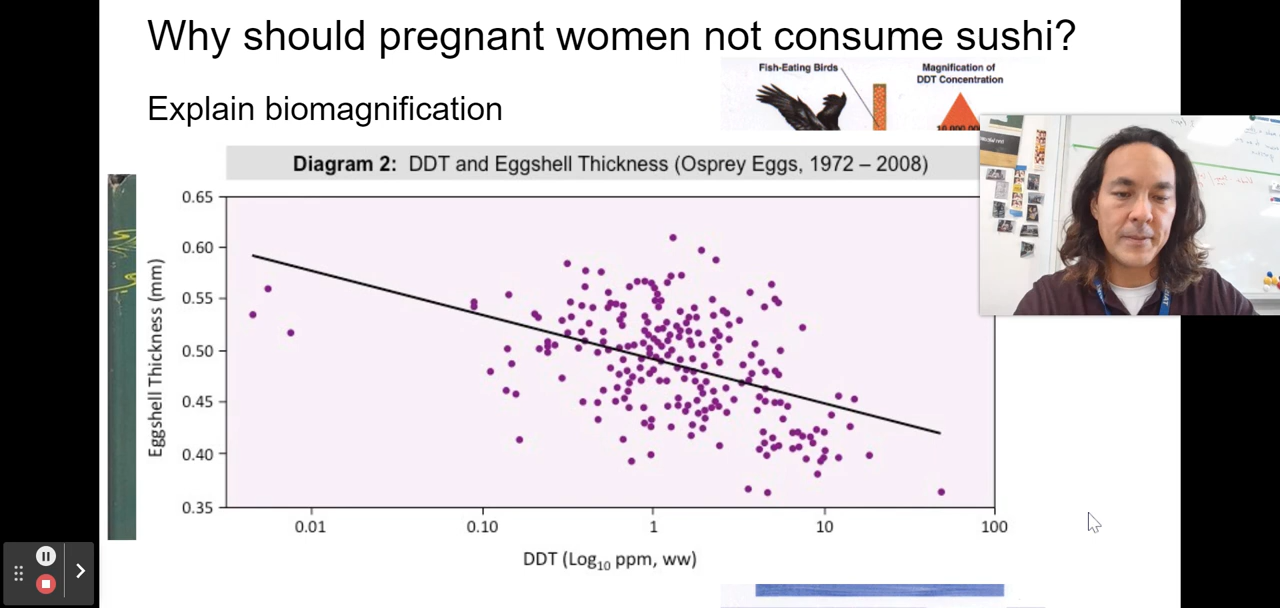 Why should pregnant women not consume sushi?
Explain biomagnification
Fish-Eating Birds
Magnification of
DDT Concentration
Diagram 2: DDT and Eggshell Thickness (Osprey Eggs, 1972 – 2008)
Eggshell Thickness (mm)
0.65
0.60
0.55
0.50
0.45
0.40
0.35
0.01
0.10
1
10
100
DDT (Log₁₀ ppm, ww)